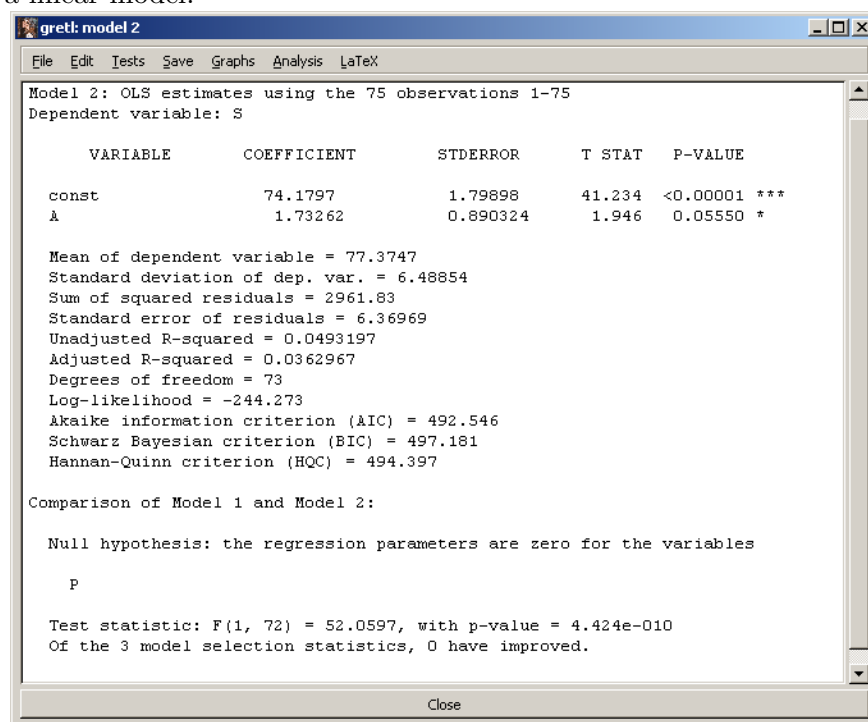 a linear model.
gretl: model 2
File Edit Tests Save Graphs Analysis LaTeX
Model 2: OLS estimates using the 75 observations 1-75
Dependent variable: S
VARIABLE COEFFICIENT STDERROR T STAT P-VALUE
const 74.1797 1.79898 41.234 <0.00001 ***
A 1.73262 0.890324 1.946 0.05550 *
Mean of dependent variable = 77.3747
Standard deviation of dep. var. = 6.48854
Sum of squared residuals = 2961.83
Standard error of residuals = 6.36969
Unadjusted R-squared = 0.0493197
Adjusted R-squared = 0.0362967
Degrees of freedom = 73
Log-likelihood = -244.273
Akaike information criterion (AIC) = 492.546
Schwarz Bayesian criterion (BIC) = 497.181
Hannan-Quinn criterion (HQC) = 494.397
Comparison of Model 1 and Model 2:
Null hypothesis: the regression parameters are zero for the variables
P
Test statistic: F(1, 72) = 52.0597, with p-value = 4.424e-010
Of the 3 model selection statistics, 0 have improved.
Close